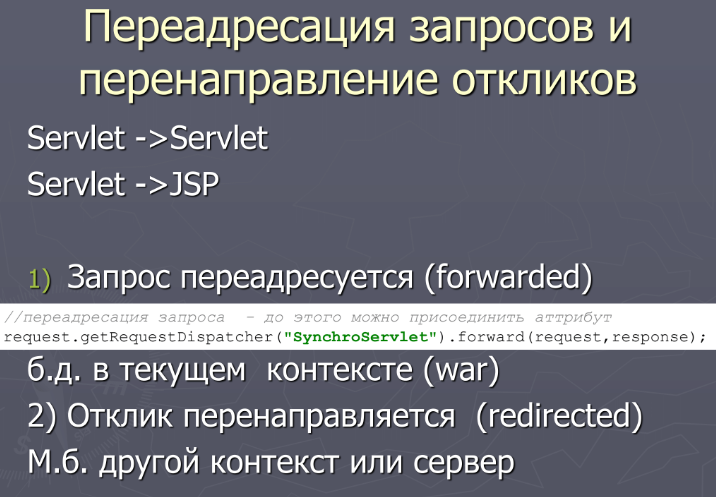 Переадресация запросов и
перенаправление откликов
Servlet ->Servlet
Servlet ->JSP
1) Запрос переадресуется (forwarded)
//переадресация запроса - до этого можно присоединить аттрибут
request.getRequestDispatcher("SynchroServlet").forward(request,response);
б.д. в текущем контексте (war)
2) Отклик перенаправляется (redirected)
М.б. другой контекст или сервер